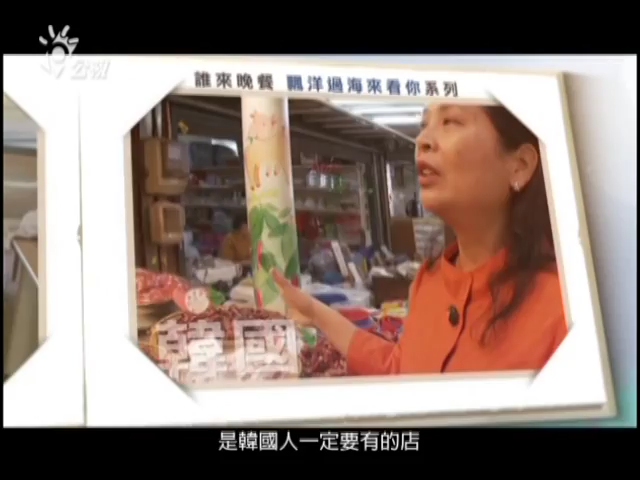 公視
誰來晚餐 飄洋過海來看你系列
韓國
是韓國人一定要有的店